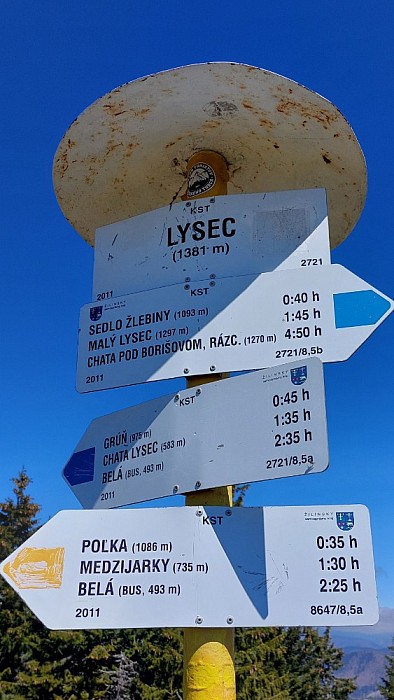 KST
LYSEC
(1381 m)
2011
2721
KST
SEDLO ŽLEBINY (1093 m) 0:40 h
MALÝ LYSEC (1297 m) 1:45 h
CHATA POD BORIŠOVOM, RÁZC. (1270 m) 4:50 h
2011
2721/8,5b
ŽILINSKÝ
KST
GRÚŇ (975 m) 0:45 h
CHATA LYSEC (583 m) 1:35 h
BELÁ (BUS, 493 m) 2:35 h
2011
2721/8,5a
ŽILINSKÝ
KST
POĽKA (1086 m) 0:35 h
MEDZIJARKY (735 m) 1:30 h
BELÁ (BUS, 493 m) 2:25 h
2011
8647/8,5a